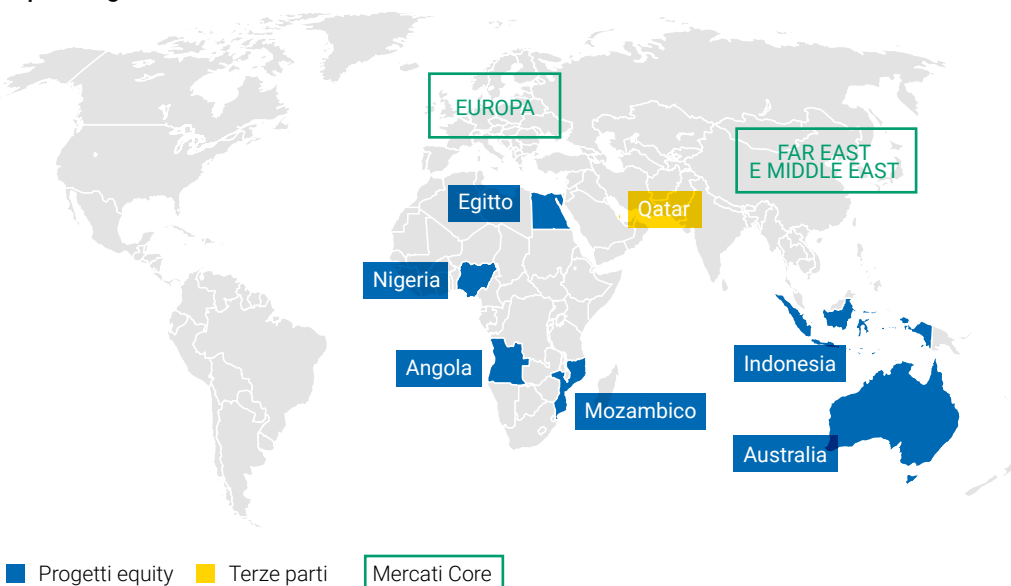 EUROPA
FAR EAST
E MIDDLE EAST
Egitto
Qatar
Nigeria
Angola
Indonesia
Mozambico
Australia
Progetti equity
Terze parti
Mercati Core